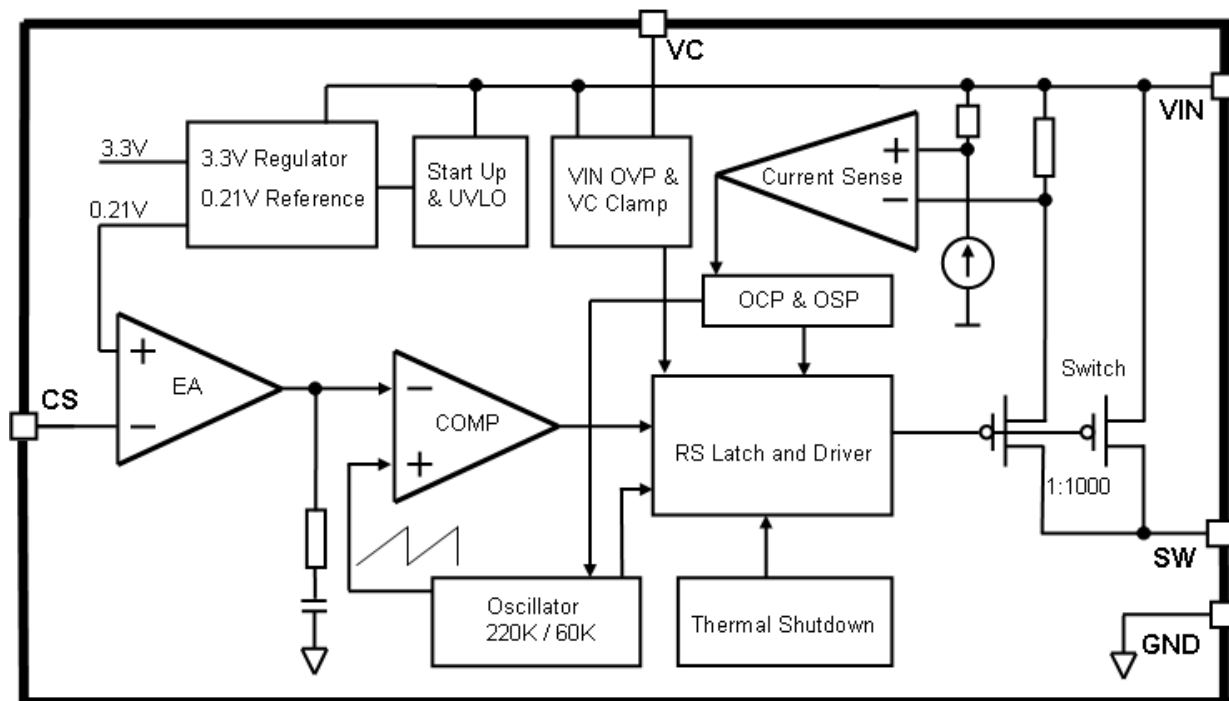 VC
VIN
3.3V
3.3V Regulator
0.21V Reference
0.21V
Start Up
& UVLO
VIN OVP &
VC Clamp
+
Current Sense
−
OCP & OSP
+
EA
−
CS
−
COMP
+
RS Latch and Driver
Switch
1:1000
SW
Oscillator
220K / 60K
Thermal Shutdown
GND